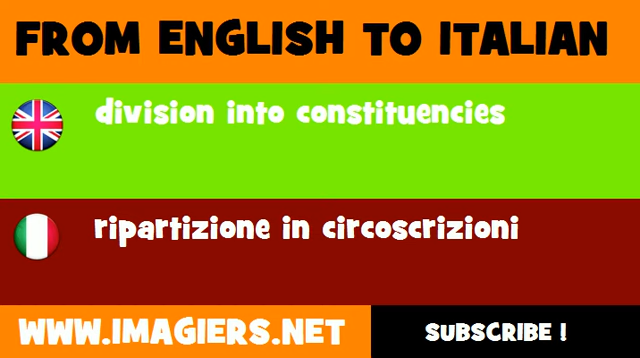 FROM ENGLISH TO ITALIAN
division into constituencies
ripartizione in circoscrizioni
WWW.IMAGIERS.NET
SUBSCRIBE !